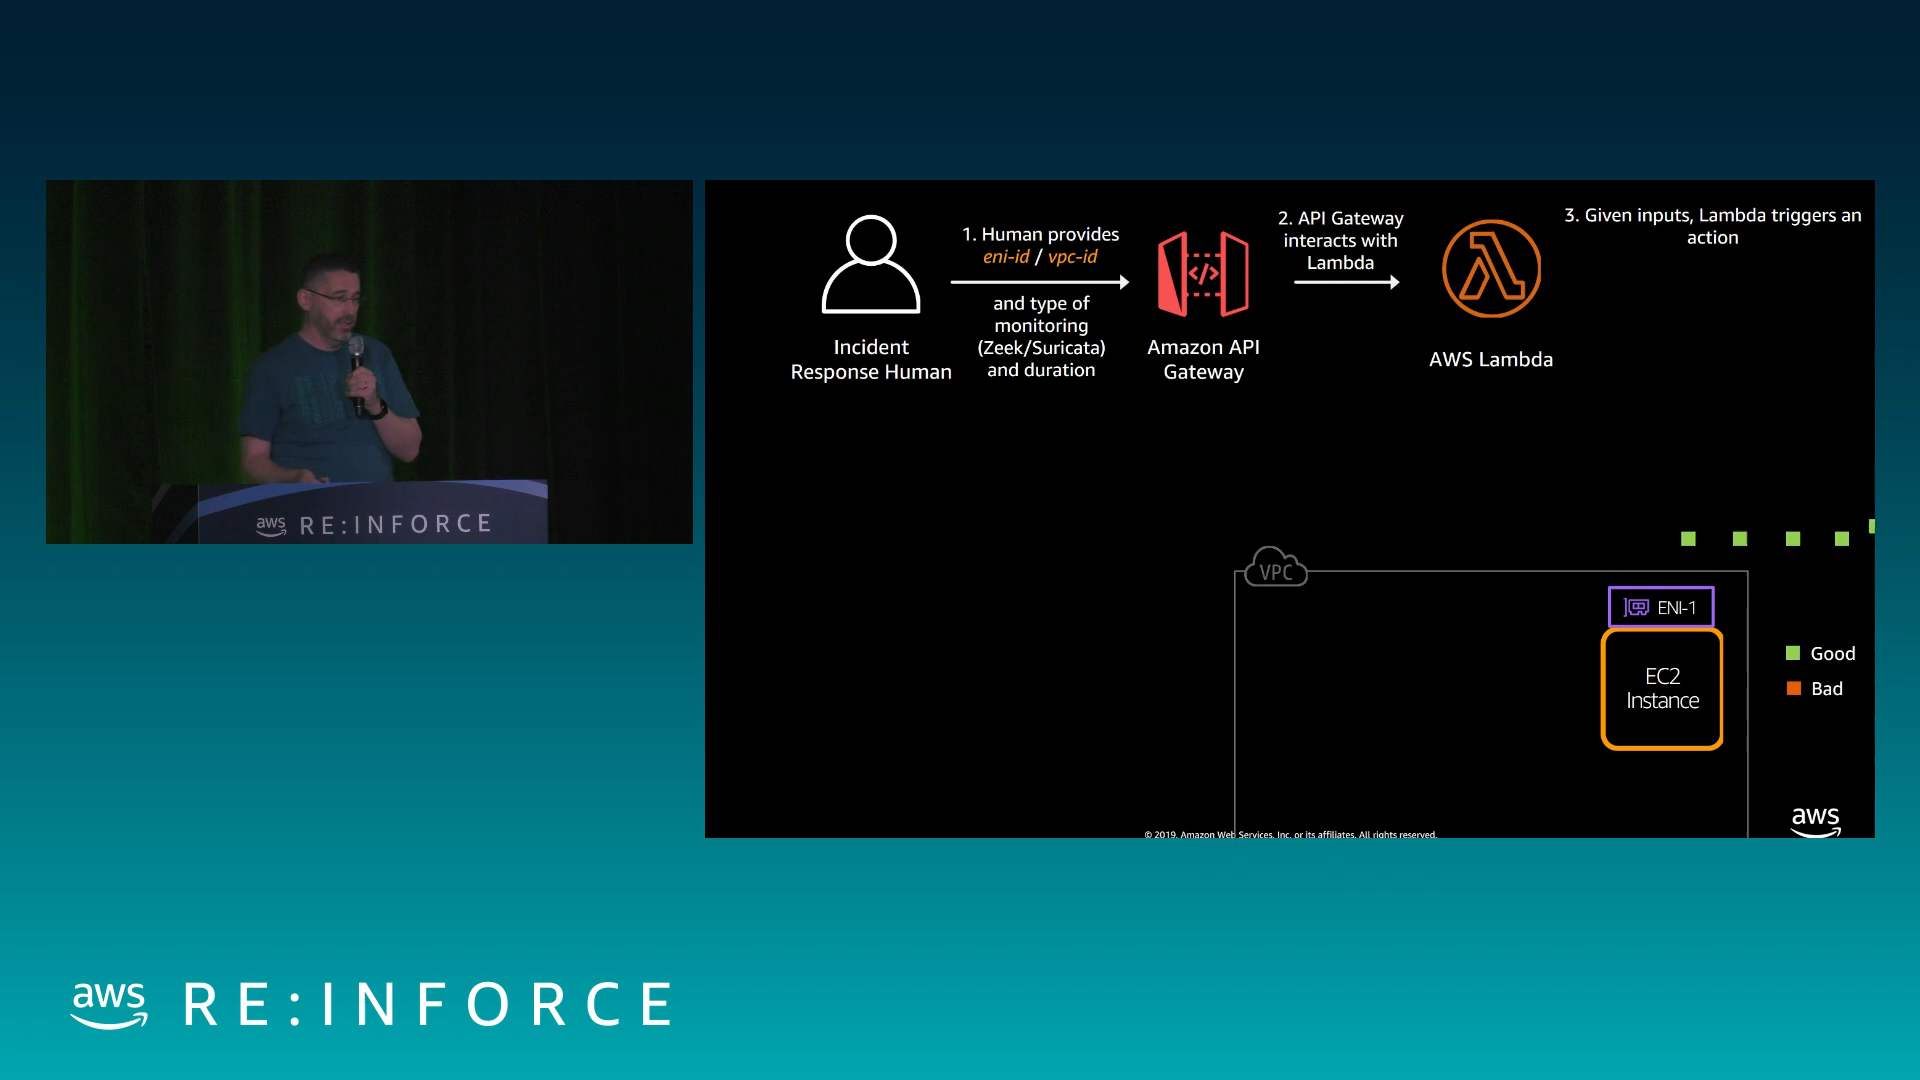 1. Human provides
eni-id / vpc-id
and type of
monitoring
(Zeek/Suricata)
and duration
2. API Gateway
interacts with
Lambda
3. Given inputs, Lambda triggers an
action
Incident
Response Human
Amazon API
Gateway
AWS Lambda
aws RE:INFORCE
VPC
ENI-1
EC2
Instance
Good
Bad
aws
© 2019, Amazon Web Services, Inc. or its affiliates. All rights reserved.
aws RE:INFORCE